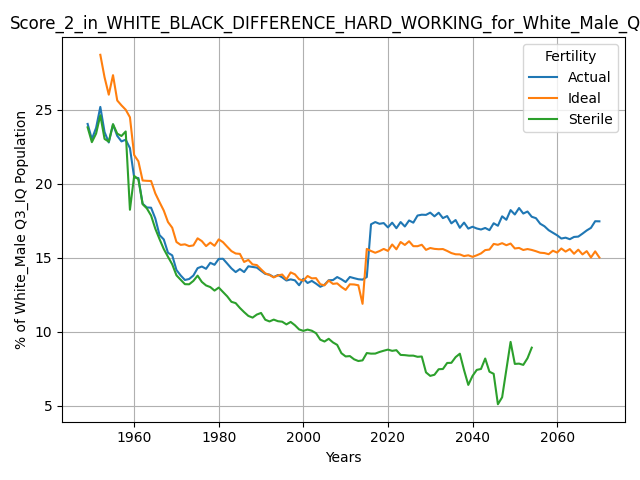 Score_2_in_WHITE_BLACK_DIFFERENCE_HARD_WORKING_for_White_Male_Q
Fertility
Actual
Ideal
Sterile
% of White_Male Q3_IQ Population
25
20
15
10
5
1960 1980 2000 2020 2040 2060
Years